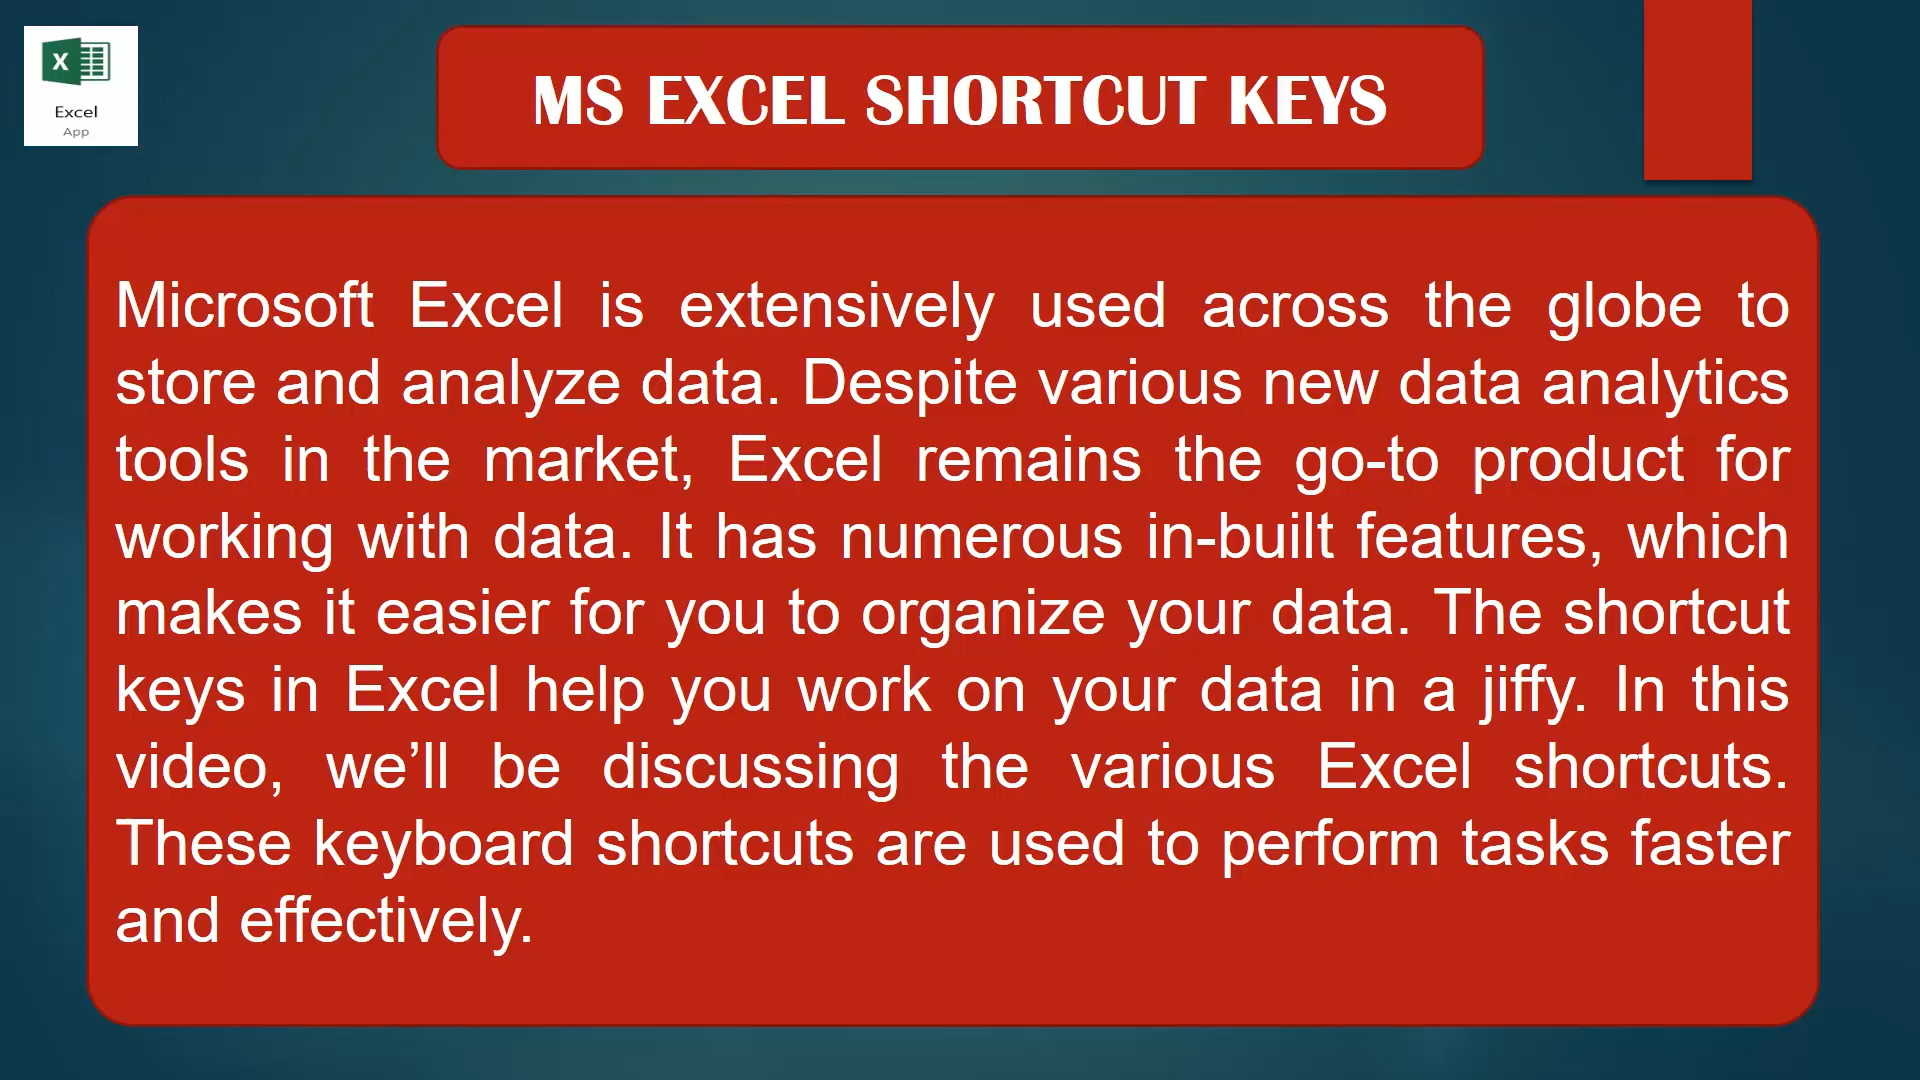 X
Excel
App
MS EXCEL SHORTCUT KEYS
Microsoft Excel is extensively used across the globe to
store and analyze data. Despite various new data analytics
tools in the market, Excel remains the go-to product for
working with data. It has numerous in-built features, which
makes it easier for you to organize your data. The shortcut
keys in Excel help you work on your data in a jiffy. In this
video, we’ll be discussing the various Excel shortcuts.
These keyboard shortcuts are used to perform tasks faster
and effectively.